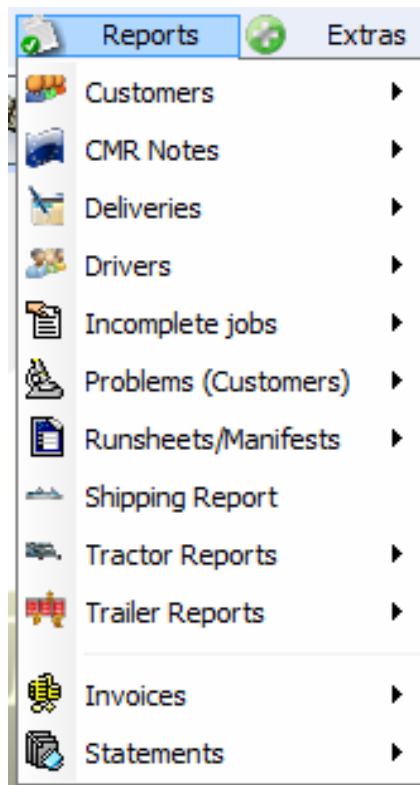 Reports Extras
Customers
CMR Notes
Deliveries
Drivers
Incomplete jobs
Problems (Customers)
Runsheets/Manifests
Shipping Report
Tractor Reports
Trailer Reports
Invoices
Statements